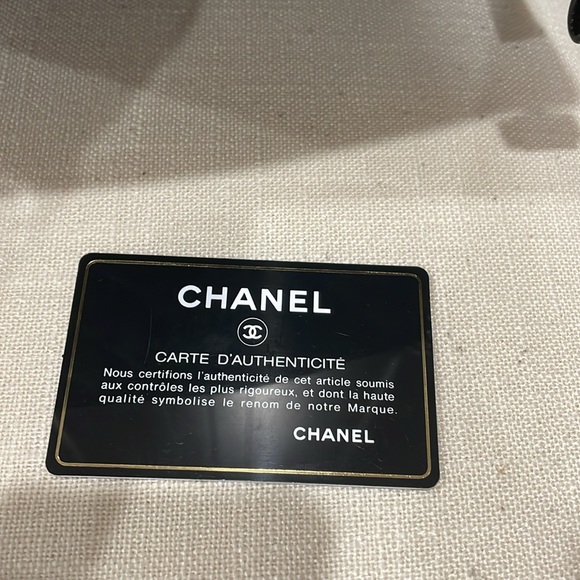 CHANEL
CARTE D'AUTHENTICITÉ
Nous certifions l'authenticité de cet article soumis
aux contrôles les plus rigoureux, et dont la haute
qualité symbolise le renom de notre Marque.
CHANEL